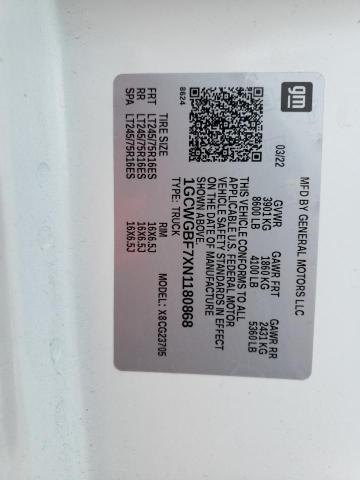 gm
MFD BY GENERAL MOTORS LLC
03/22
GVWR GAWR FRT GAWR RR
3901 KG 1860 KG 2431 KG
8600 LB 4100 LB 5360 LB
THIS VEHICLE CONFORMS TO ALL
APPLICABLE U.S. FEDERAL MOTOR
VEHICLE SAFETY STANDARDS IN EFFECT
ON THE DATE OF MANUFACTURE
SHOWN ABOVE.
1GCWGBF7XN1180868
TYPE: TRUCK MODEL: X8CG23705
8624
TIRE SIZE RIM
FRT LT245/75R16ES 16X6.5J
RR LT245/75R16ES 16X6.5J
SPA LT245/75R16ES 16X6.5J